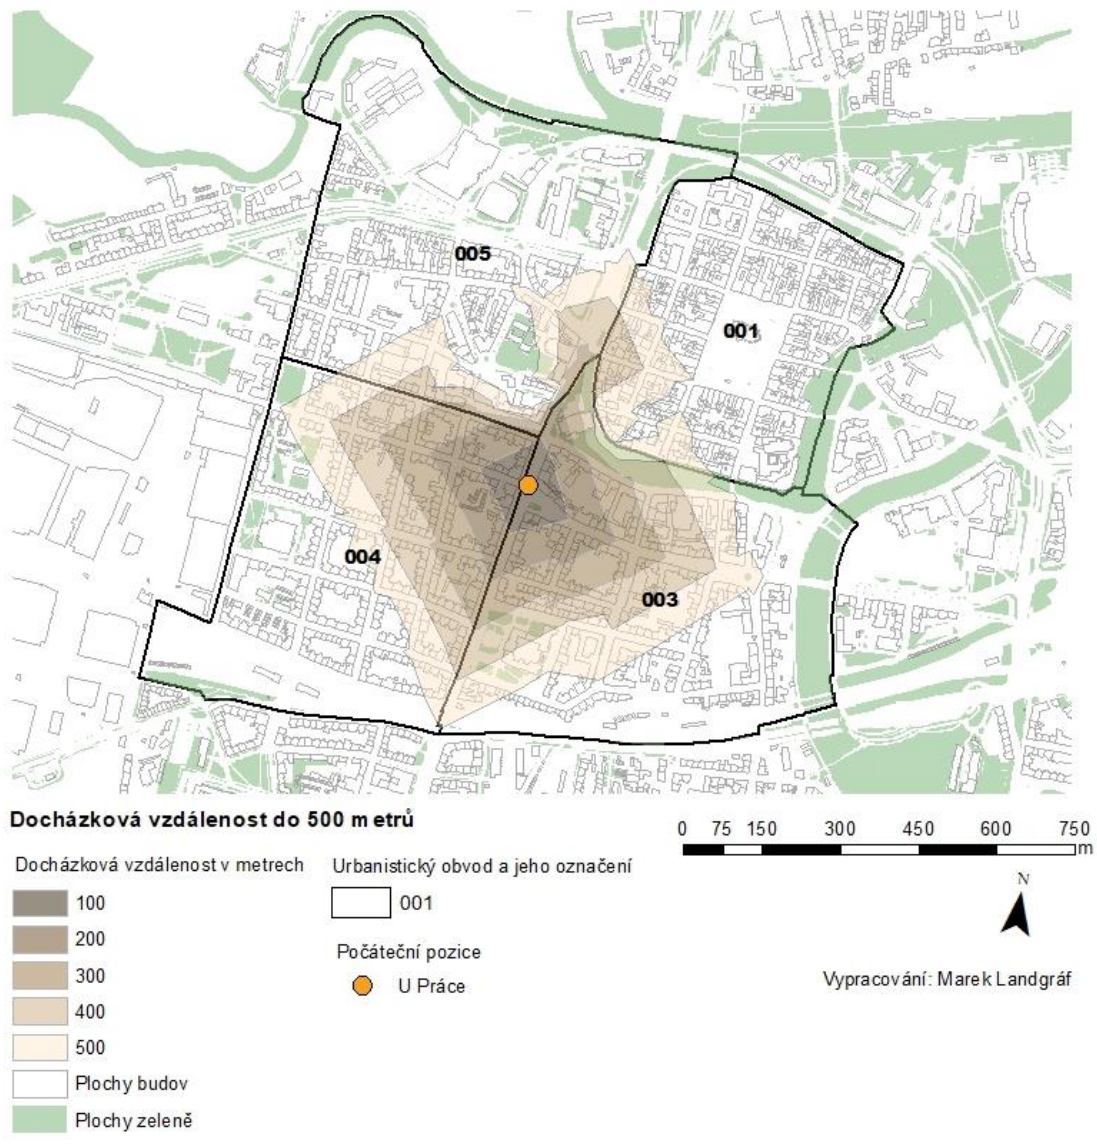 005
001
004
003
Docházková vzdálenost do 500 metrů
Docházková vzdálenost v metrech
100
200
300
400
500
Plochy budov
Plochy zeleně
Urbanistický obvod a jeho označení
001
Počáteční pozice
U Práce
0 75 150 300 450 600 750
m
N
Vypracování: Marek Landgráf